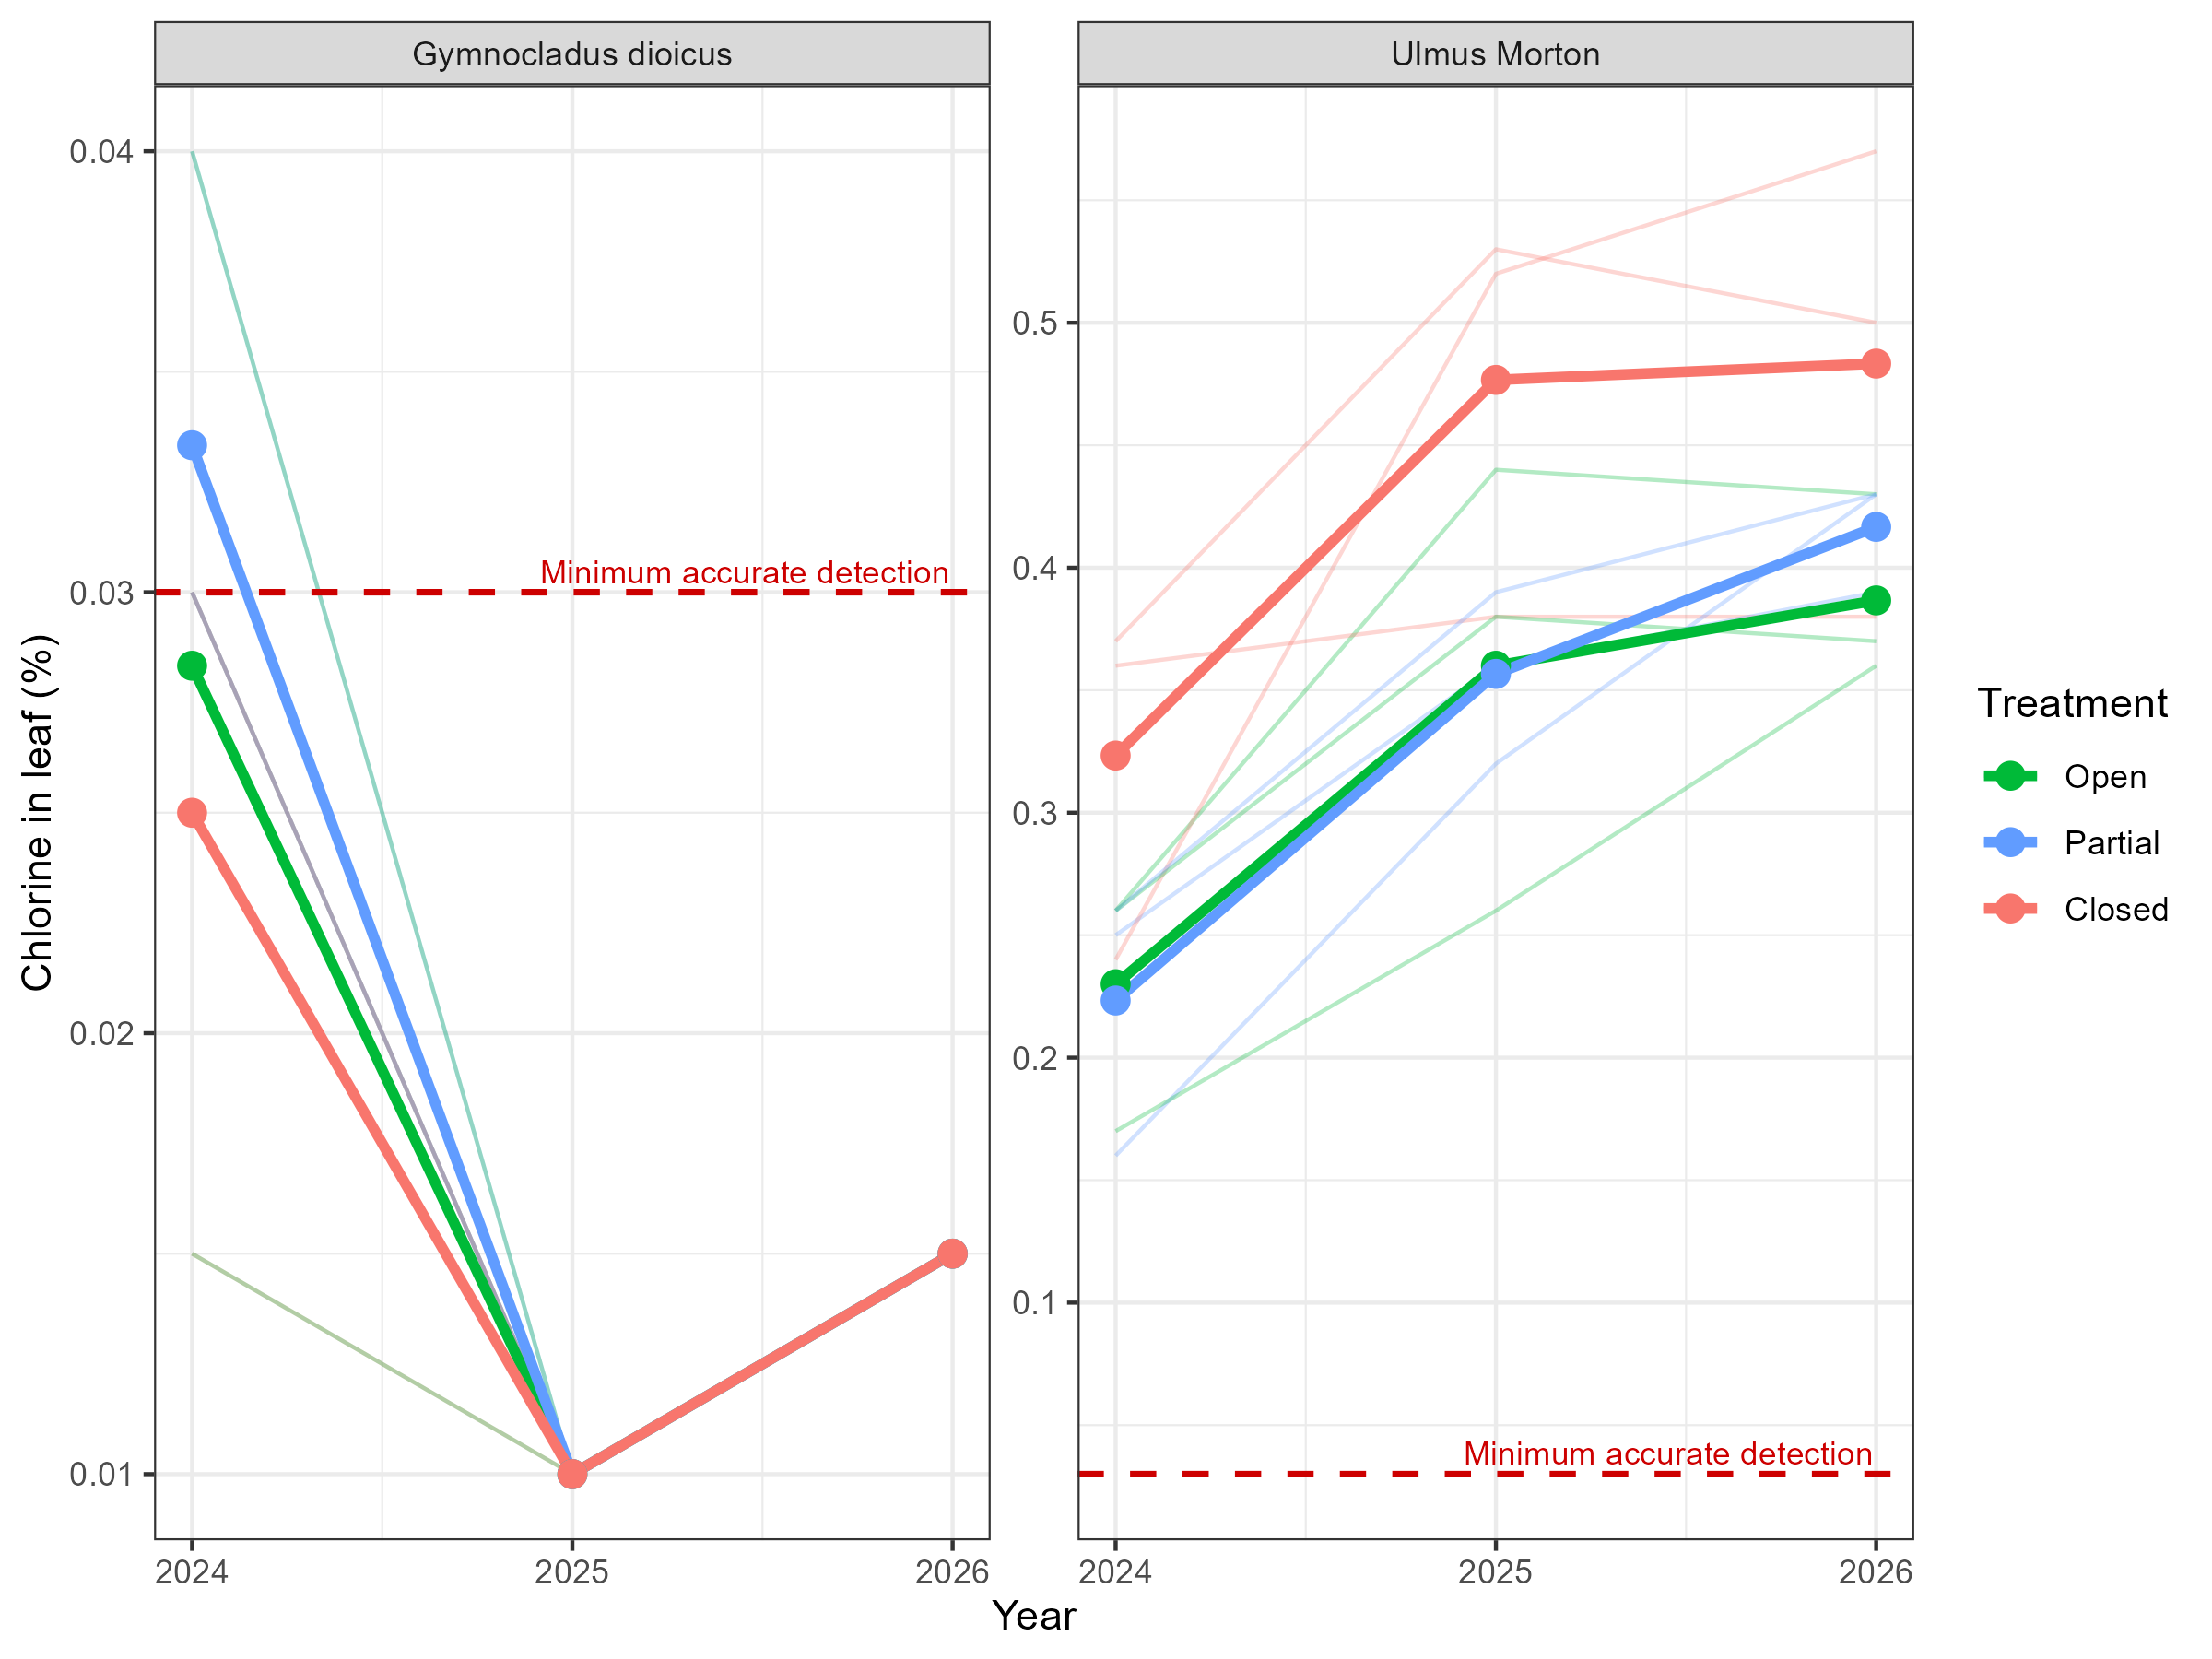 Gymnocladus dioicus
Ulmus Morton
0.04
0.03
0.02
0.01
Minimum accurate detection
0.5
0.4
0.3
0.2
0.1
Minimum accurate detection
2024
2025
2026
2024
2025
2026
Year
Chlorine in leaf (%)
Treatment
Open
Partial
Closed